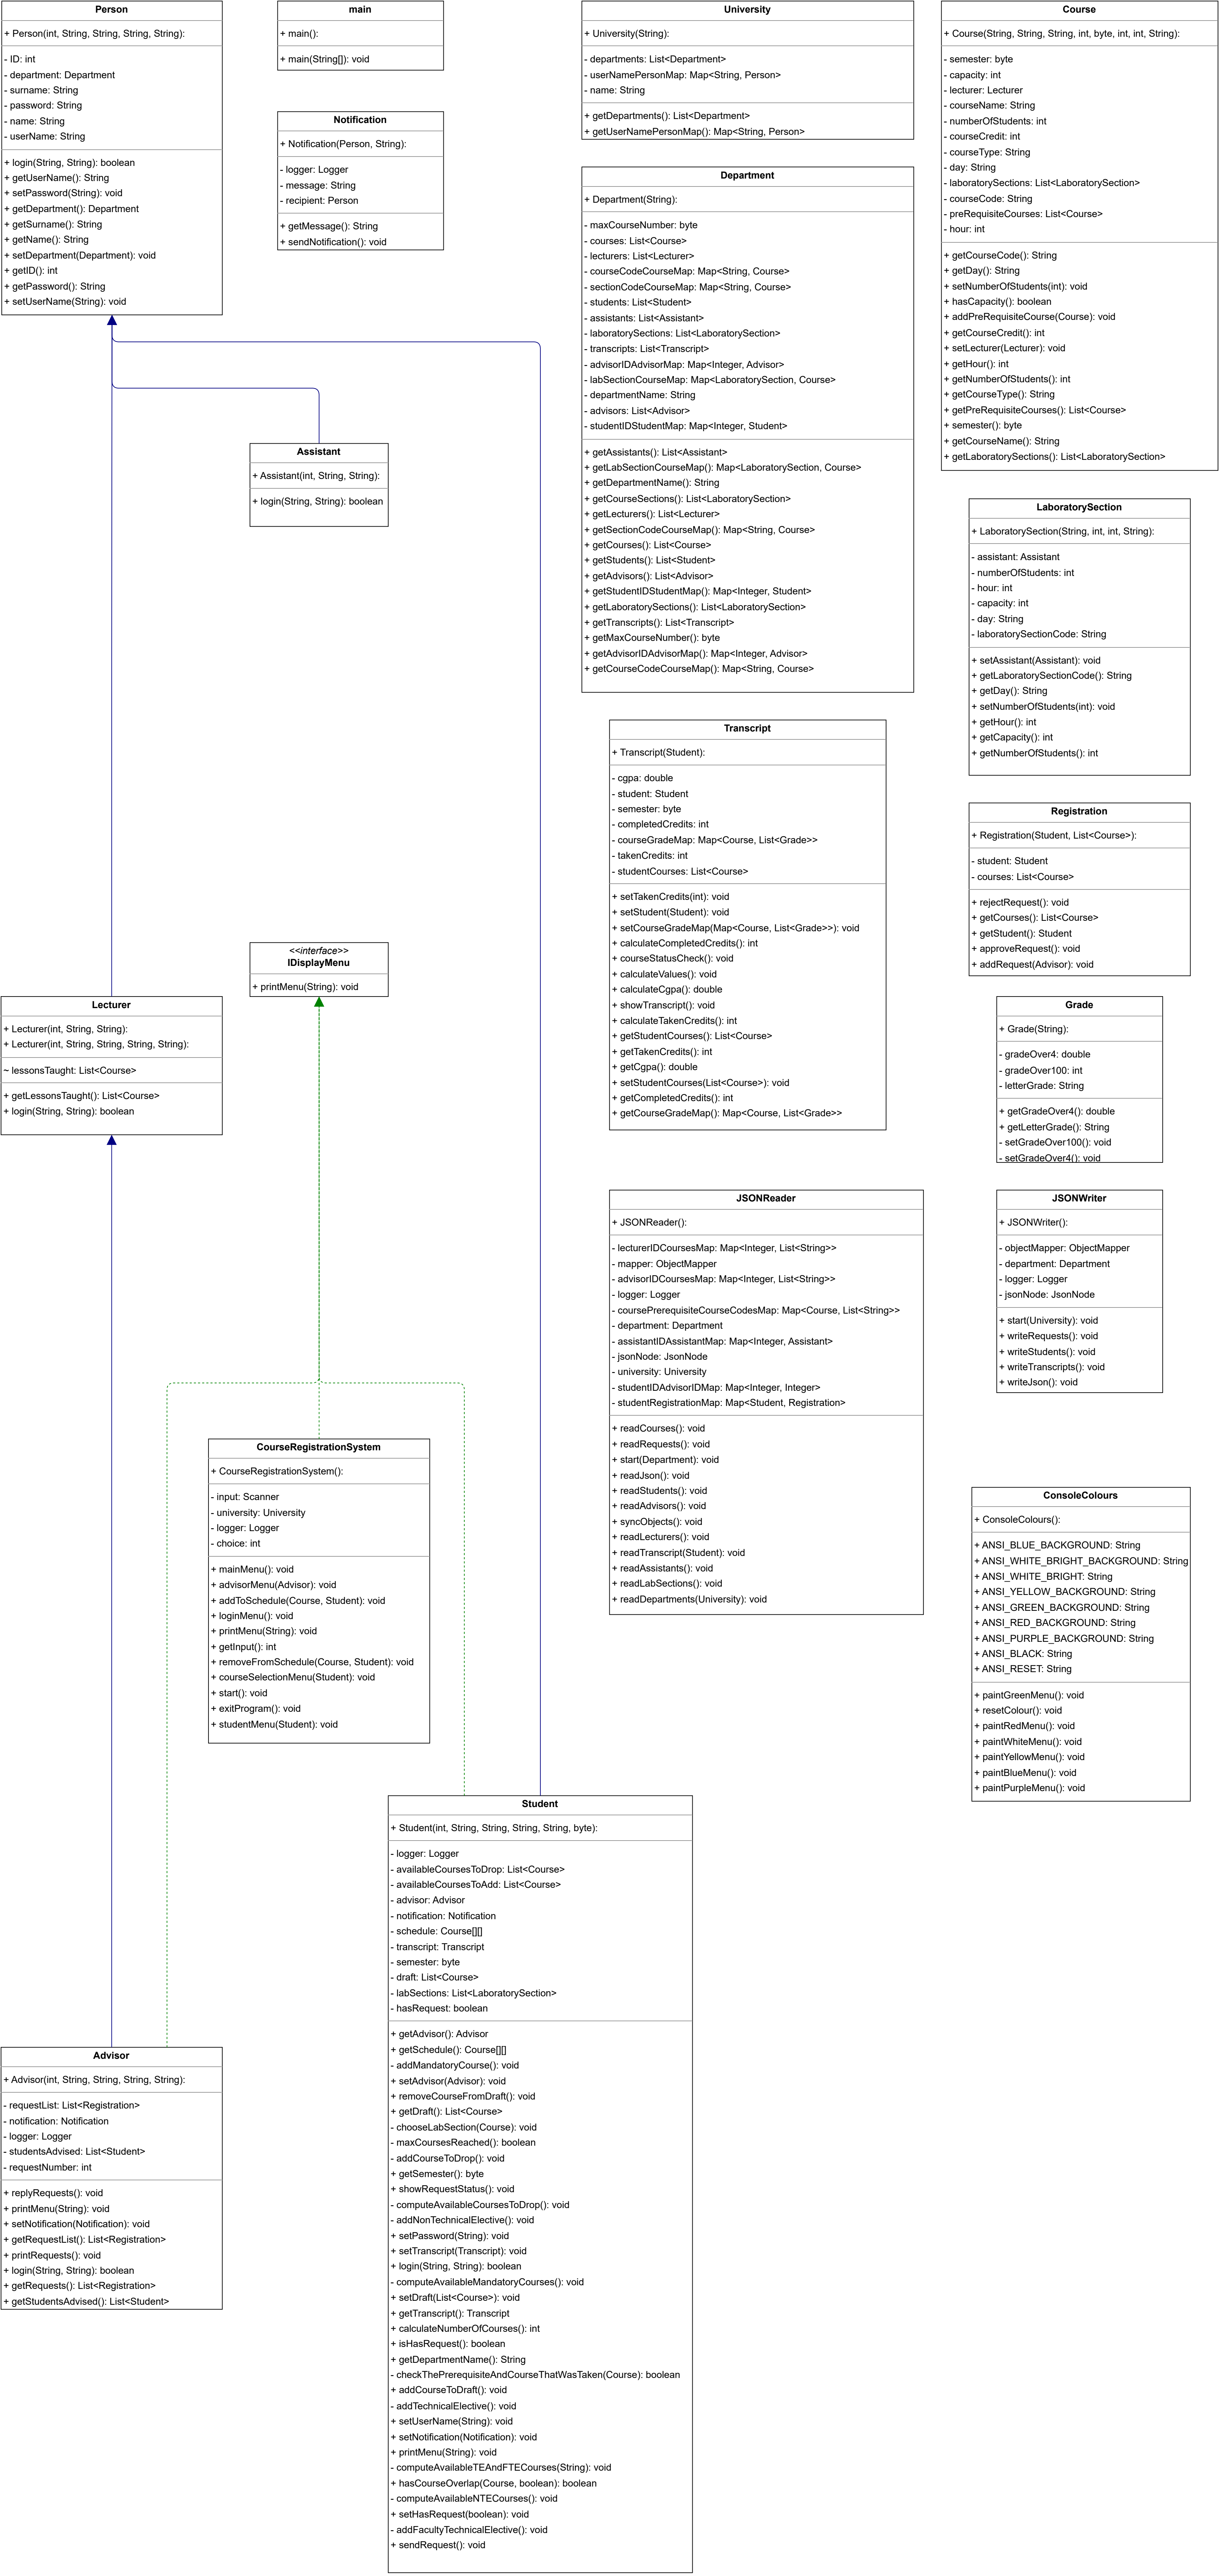 Person
+ Person(int, String, String, String, String):
- ID: int
- department: Department
- surname: String
- password: String
- name: String
- userName: String
+ login(String, String): boolean
+ getUserName(): String
+ setPassword(String): void
+ getDepartment(): Department
+ getSurname(): String
+ getName(): String
+ setDepartment(Department): void
+ getID(): int
+ getPassword(): String
+ setUserName(String): void
main
+ main():
+ main(String[]): void
Notification
+ Notification(Person, String):
- logger: Logger
- message: String
- recipient: Person
+ getMessage(): String
+ sendNotification(): void
University
+ University(String):
- departments: List<Department>
- userNamePersonMap: Map<String, Person>
- name: String
+ getDepartments(): List<Department>
+ getUserNamePersonMap(): Map<String, Person>
Course
+ Course(String, String, String, int, byte, int, int, String):
- semester: byte
- capacity: int
- lecturer: Lecturer
- courseName: String
- numberOfStudents: int
- courseCredit: int
- courseType: String
- day: String
- laboratorySections: List<LaboratorySection>
- courseCode: String
- preRequisiteCourses: List<Course>
- hour: int
+ getCourseCode(): String
+ getDay(): String
+ setNumberOfStudents(int): void
+ hasCapacity(): boolean
+ addPreRequisiteCourse(Course): void
+ getCourseCredit(): int
+ setLecturer(Lecturer): void
+ getHour(): int
+ getNumberOfStudents(): int
+ getCourseType(): String
+ getPreRequisiteCourses(): List<Course>
+ semester(): byte
+ getCourseName(): String
+ getLaboratorySections(): List<LaboratorySection>
Department
+ Department(String):
- maxCourseNumber: byte
- courses: List<Course>
- lecturers: List<Lecturer>
- courseCodeCourseMap: Map<String, Course>
- sectionCodeCourseMap: Map<String, Course>
- students: List<Student>
- assistants: List<Assistant>
- laboratorySections: List<LaboratorySection>
- transcripts: List<Transcript>
- advisorIDAdvisorMap: Map<Integer, Advisor>
- labSectionCourseMap: Map<LaboratorySection, Course>
- departmentName: String
- advisors: List<Advisor>
- studentIDStudentMap: Map<Integer, Student>
+ getAssistants(): List<Assistant>
+ getLabSectionCourseMap(): Map<LaboratorySection, Course>
+ getDepartmentName(): String
+ getCourseSections(): List<LaboratorySection>
+ getLecturers(): List<Lecturer>
+ getSectionCodeCourseMap(): Map<String, Course>
+ getCourses(): List<Course>
+ getStudents(): List<Student>
+ getAdvisors(): List<Advisor>
+ getStudentIDStudentMap(): Map<Integer, Student>
+ getLaboratorySections(): List<LaboratorySection>
+ getTranscripts(): List<Transcript>
+ getMaxCourseNumber(): byte
+ getAdvisorIDAdvisorMap(): Map<Integer, Advisor>
+ getCourseCodeCourseMap(): Map<String, Course>
Assistant
+ Assistant(int, String, String):
+ login(String, String): boolean
LaboratorySection
+ LaboratorySection(String, int, int, String):
- assistant: Assistant
- numberOfStudents: int
- hour: int
- capacity: int
- day: String
- laboratorySectionCode: String
+ setAssistant(Assistant): void
+ getLaboratorySectionCode(): String
+ getDay(): String
+ setNumberOfStudents(int): void
+ getHour(): int
+ getCapacity(): int
+ getNumberOfStudents(): int
Transcript
+ Transcript(Student):
- cgpa: double
- student: Student
- semester: byte
- completedCredits: int
- courseGradeMap: Map<Course, List<Grade>>
- takenCredits: int
- studentCourses: List<Course>
+ setTakenCredits(int): void
+ setStudent(Student): void
+ setCourseGradeMap(Map<Course, List<Grade>>): void
+ calculateCompletedCredits(): int
+ courseStatusCheck(): void
+ calculateValues(): void
+ calculateCgpa(): double
+ showTranscript(): void
+ calculateTakenCredits(): int
+ getStudentCourses(): List<Course>
+ getTakenCredits(): int
+ getCgpa(): double
+ setStudentCourses(List<Course>): void
+ getCompletedCredits(): int
+ getCourseGradeMap(): Map<Course, List<Grade>>
Registration
+ Registration(Student, List<Course>):
- student: Student
- courses: List<Course>
+ rejectRequest(): void
+ getCourses(): List<Course>
+ getStudent(): Student
+ approveRequest(): void
+ addRequest(Advisor): void
<<interface>>
IDisplayMenu
+ printMenu(String): void
Lecturer
+ Lecturer(int, String, String):
+ Lecturer(int, String, String, String, String):
~ lessonsTaught: List<Course>
+ getLessonsTaught(): List<Course>
+ login(String, String): boolean
Grade
+ Grade(String):
- gradeOver4: double
- gradeOver100: int
- letterGrade: String
+ getGradeOver4(): double
+ getLetterGrade(): String
- setGradeOver100(): void
- setGradeOver4(): void
JSONReader
+ JSONReader():
- lecturerIDCoursesMap: Map<Integer, List<String>>
- mapper: ObjectMapper
- advisorIDCoursesMap: Map<Integer, List<String>>
- logger: Logger
- coursePrerequisiteCourseCodesMap: Map<Course, List<String>>
- department: Department
- assistantIDAssistantMap: Map<Integer, Assistant>
- jsonNode: JsonNode
- university: University
- studentIDAdvisorIDMap: Map<Integer, Integer>
- studentRegistrationMap: Map<Student, Registration>
+ readCourses(): void
+ readRequests(): void
+ start(Department): void
+ readJson(): void
+ readStudents(): void
+ readAdvisors(): void
+ syncObjects(): void
+ readLecturers(): void
+ readTranscript(Student): void
+ readAssistants(): void
+ readLabSections(): void
+ readDepartments(University): void
JSONWriter
+ JSONWriter():
- objectMapper: ObjectMapper
- department: Department
- logger: Logger
- jsonNode: JsonNode
+ start(University): void
+ writeRequests(): void
+ writeStudents(): void
+ writeTranscripts(): void
+ writeJson(): void
CourseRegistrationSystem
+ CourseRegistrationSystem():
- input: Scanner
- university: University
- logger: Logger
- choice: int
+ mainMenu(): void
+ advisorMenu(Advisor): void
+ addToSchedule(Course, Student): void
+ loginMenu(): void
+ printMenu(String): void
+ getInput(): int
+ removeFromSchedule(Course, Student): void
+ courseSelectionMenu(Student): void
+ start(): void
+ exitProgram(): void
+ studentMenu(Student): void
ConsoleColours
+ ConsoleColours():
+ ANSI_BLUE_BACKGROUND: String
+ ANSI_WHITE_BRIGHT_BACKGROUND: String
+ ANSI_WHITE_BRIGHT: String
+ ANSI_YELLOW_BACKGROUND: String
+ ANSI_GREEN_BACKGROUND: String
+ ANSI_RED_BACKGROUND: String
+ ANSI_PURPLE_BACKGROUND: String
+ ANSI_BLACK: String
+ ANSI_RESET: String
+ paintGreenMenu(): void
+ resetColour(): void
+ paintRedMenu(): void
+ paintWhiteMenu(): void
+ paintYellowMenu(): void
+ paintBlueMenu(): void
+ paintPurpleMenu(): void
Student
+ Student(int, String, String, String, String, byte):
- logger: Logger
- availableCoursesToDrop: List<Course>
- availableCoursesToAdd: List<Course>
- advisor: Advisor
- notification: Notification
- schedule: Course[][]
- transcript: Transcript
- semester: byte
- draft: List<Course>
- labSections: List<LaboratorySection>
- hasRequest: boolean
+ getAdvisor(): Advisor
+ getSchedule(): Course[][]
- addMandatoryCourse(): void
+ setAdvisor(Advisor): void
+ removeCourseFromDraft(): void
+ getDraft(): List<Course>
- chooseLabSection(Course): void
- maxCoursesReached(): boolean
- addCourseToDrop(): void
+ getSemester(): byte
+ showRequestStatus(): void
- computeAvailableCoursesToDrop(): void
- addNonTechnicalElective(): void
+ setPassword(String): void
+ setTranscript(Transcript): void
+ login(String, String): boolean
- computeAvailableMandatoryCourses(): void
+ setDraft(List<Course>): void
+ getTranscript(): Transcript
+ calculateNumberOfCourses(): int
+ isHasRequest(): boolean
+ getDepartmentName(): String
- checkThePrerequisiteAndCourseThatWasTaken(Course): boolean
+ addCourseToDraft(): void
- addTechnicalElective(): void
+ setUserName(String): void
+ setNotification(Notification): void
+ printMenu(String): void
- computeAvailableTEAndFTECourses(String): void
+ hasCourseOverlap(Course, boolean): boolean
- computeAvailableNTECourses(): void
+ setHasRequest(boolean): void
- addFacultyTechnicalElective(): void
+ sendRequest(): void
Advisor
+ Advisor(int, String, String, String, String):
- requestList: List<Registration>
- notification: Notification
- logger: Logger
- studentsAdvised: List<Student>
- requestNumber: int
+ replyRequests(): void
+ printMenu(String): void
+ setNotification(Notification): void
+ getRequestList(): List<Registration>
+ printRequests(): void
+ login(String, String): boolean
+ getRequests(): List<Registration>
+ getStudentsAdvised(): List<Student>